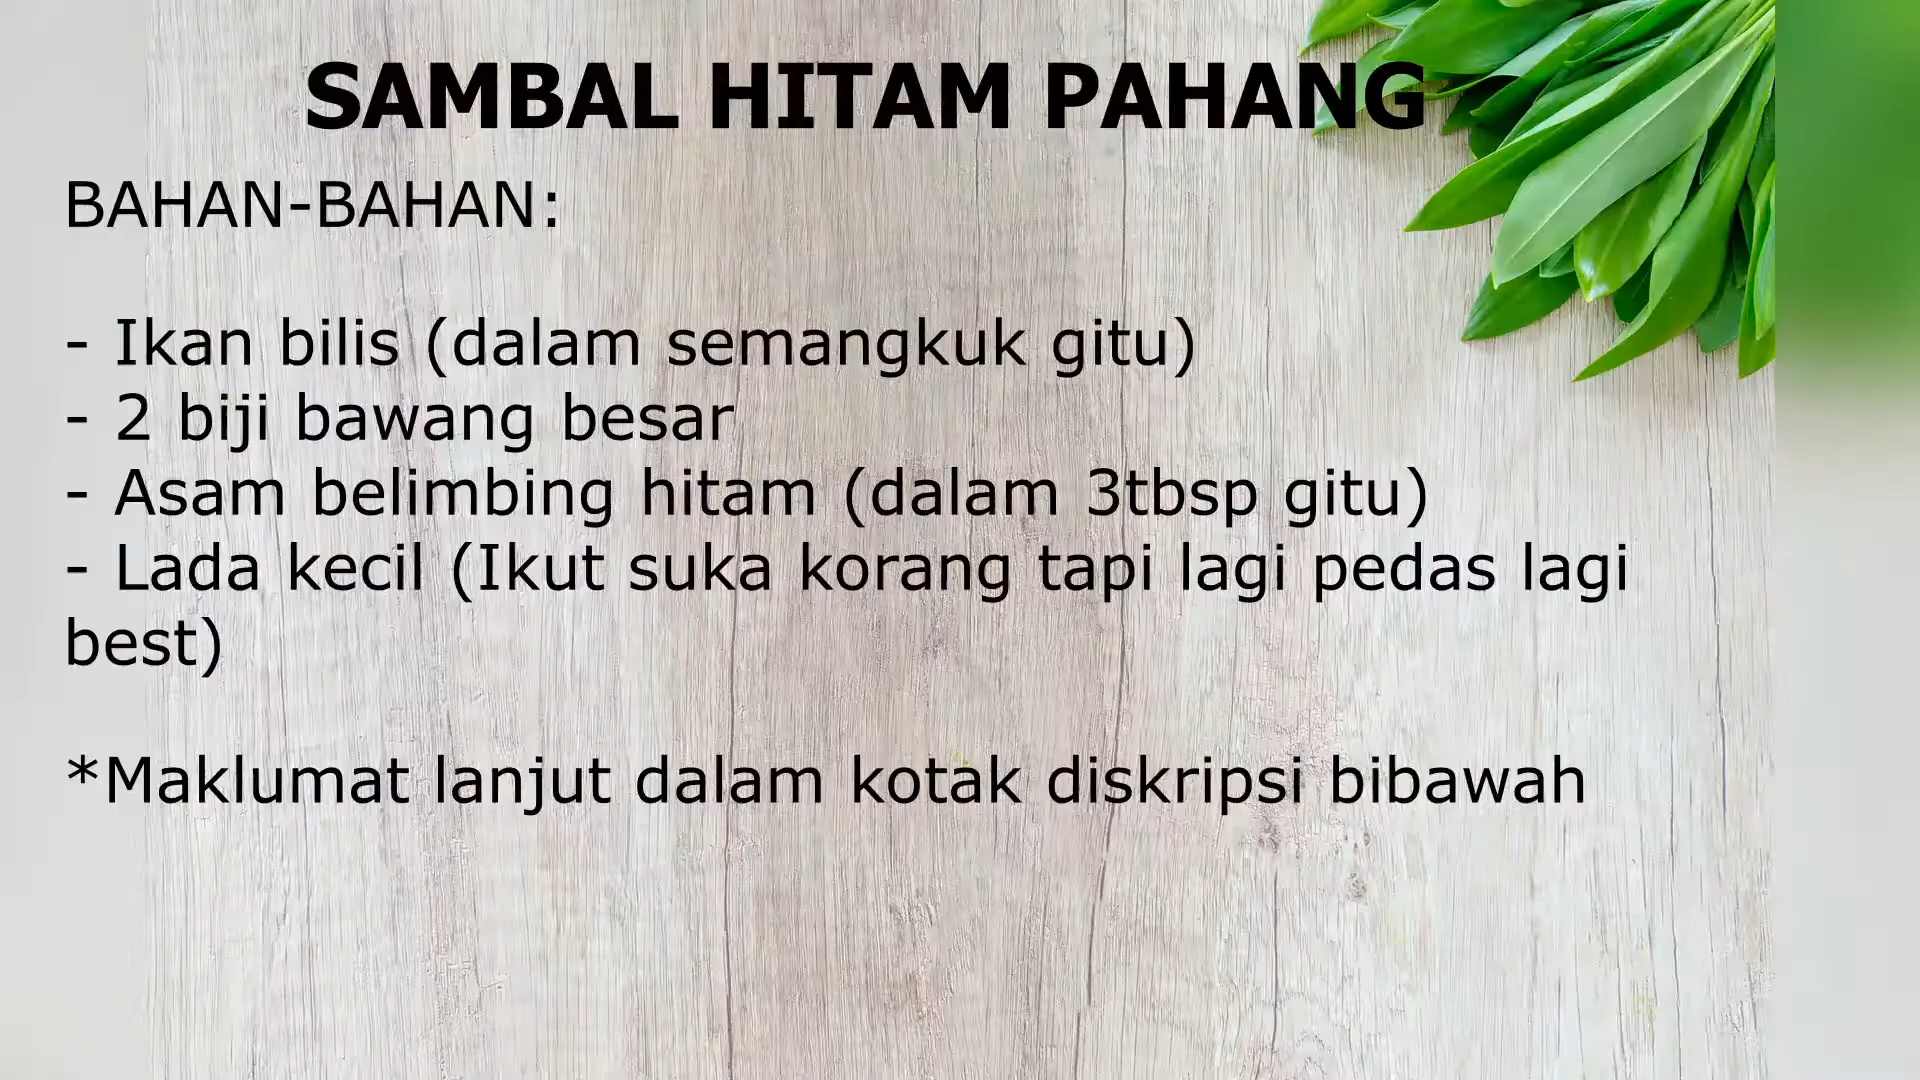 SAMBAL HITAM PAHANG
BAHAN-BAHAN:
- Ikan bilis (dalam semangkuk gitu)
- 2 biji bawang besar
- Asam belimbing hitam (dalam 3tbsp gitu)
- Lada kecil (Ikut suka korang tapi lagi pedas lagi
best)
*Maklumat lanjut dalam kotak diskripsi bibawah